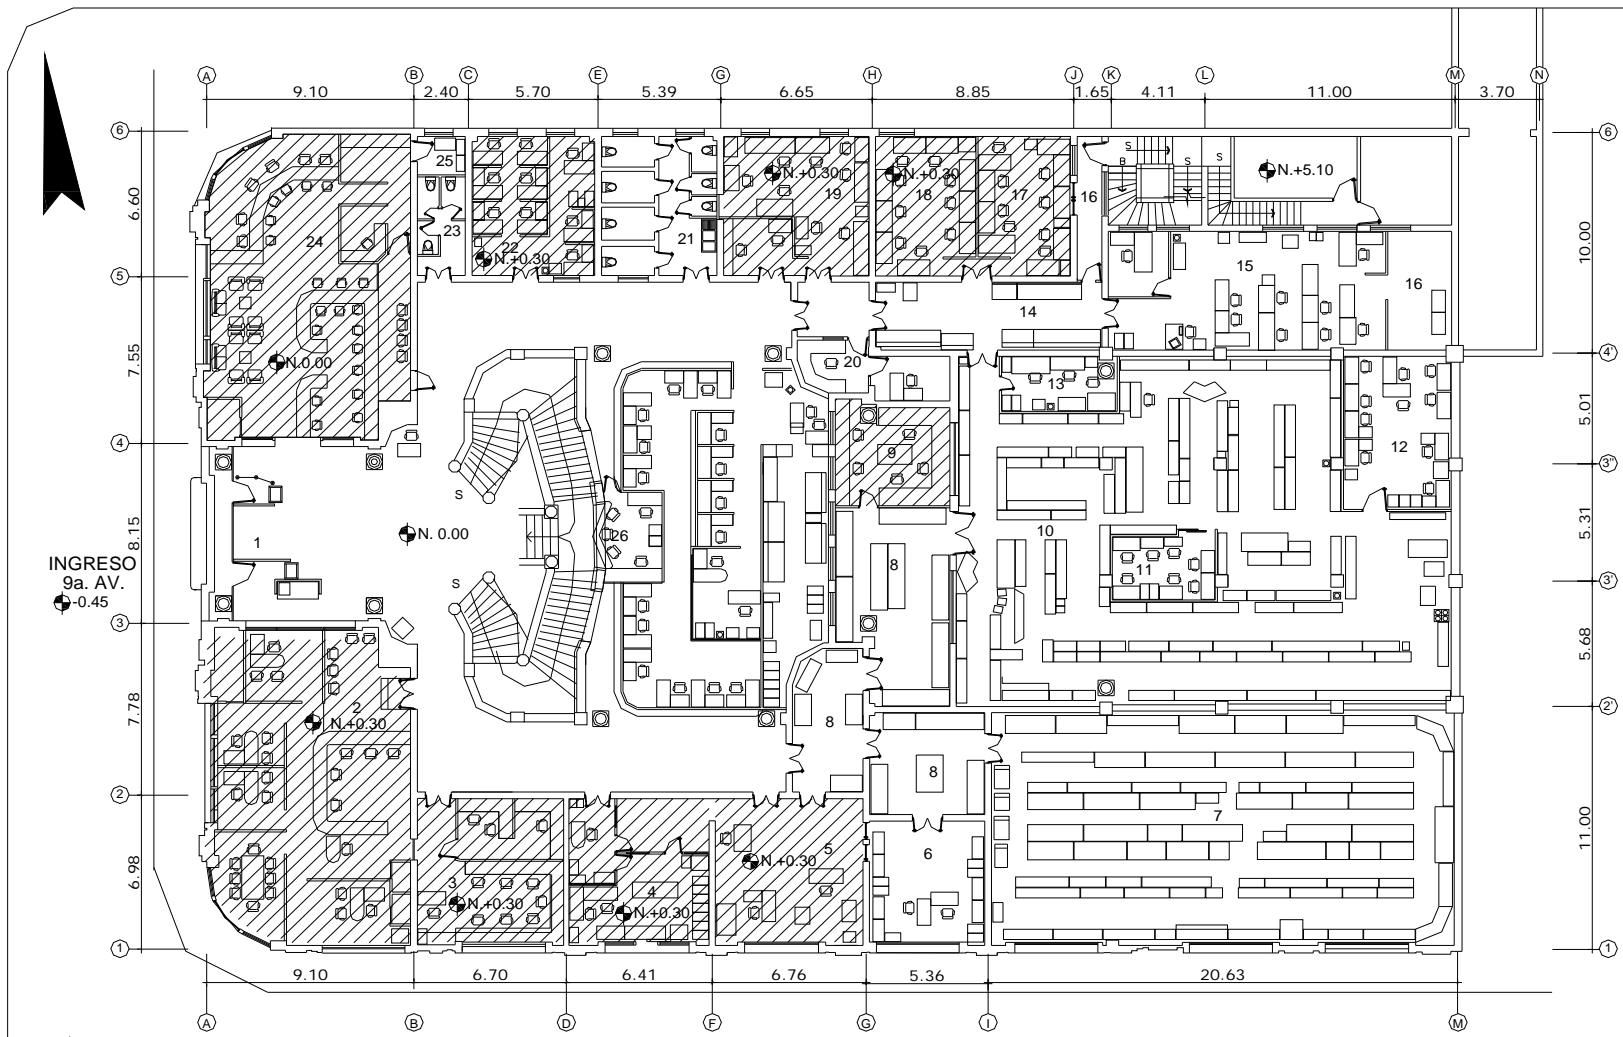 A B C E G H J K L M N
9.10 2.40 5.70 5.39 6.65 8.85 1.65 4.11 11.00 3.70
6 6
25
B S S S
N.+5.10
N.+0.30 N.+0.30
19 18 17 16
6.60
24 23 22 21
N.+0.30
10.00
15
16
5
14
4'
N.0.00
20
7.55
13
5.01
4
9
12
3"
S
N. 0.00
26
10
8.15
1
5.31
INGRESO
9a. AV.
-0.45
8
11
3'
S
3
5.68
2
N.+0.30
7.78
8
2'
8
2
7
N.+0.30
5
6
11.00
6.98
3
N.+0.30
4
N.+0.30
1 1
9.10 6.70 6.41 6.76 5.36 20.63
A B D F G I M